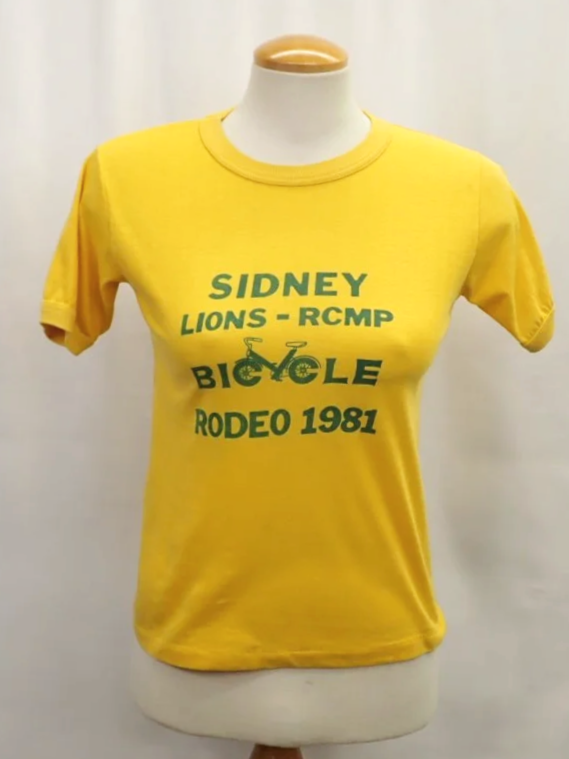 SIDNEY
LIONS - RCMP
BICYCLE
RODEO 1981